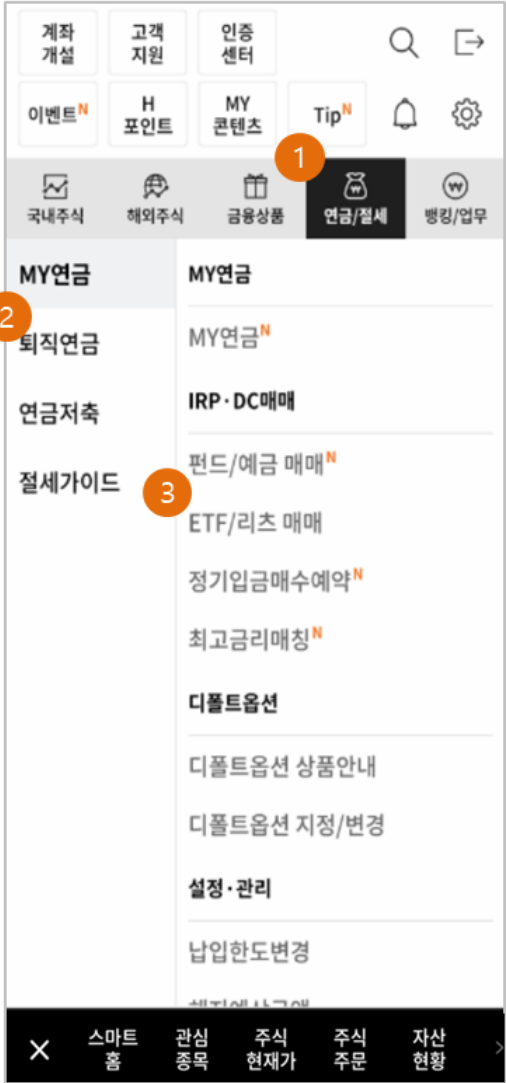 계좌
개설
고객
지원
인증
센터
이벤트N
H
포인트
MY
콘텐츠
TipN
1
국내주식
해외주식
금융상품
연금/절세
뱅킹/업무
MY연금
2
퇴직연금
연금저축
절세가이드
3
MY연금
MY연금N
IRP·DC매매
펀드/예금 매매N
ETF/리츠 매매
정기입금매수예약N
최고금리매칭N
디폴트옵션
디폴트옵션 상품안내
디폴트옵션 지정/변경
설정·관리
납입한도변경
스마트
홈
관심
종목
주식
현재가
주식
주문
자산
현황